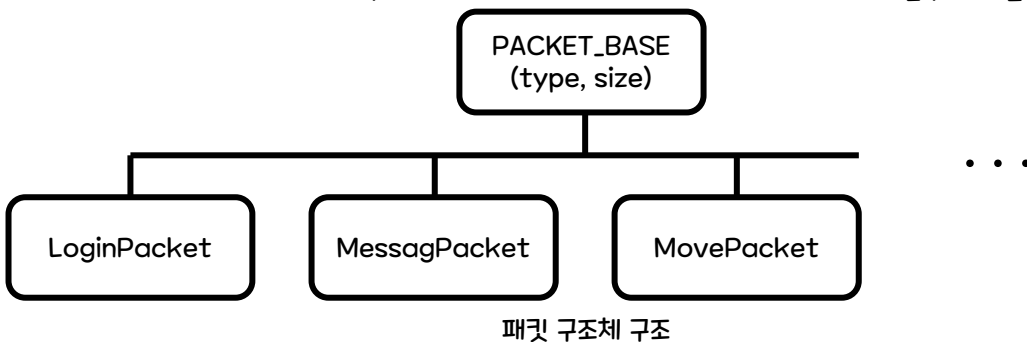 PACKET_BASE
(type, size)
. . .
LoginPacket
MessagPacket
MovePacket
패킷 구조체 구조